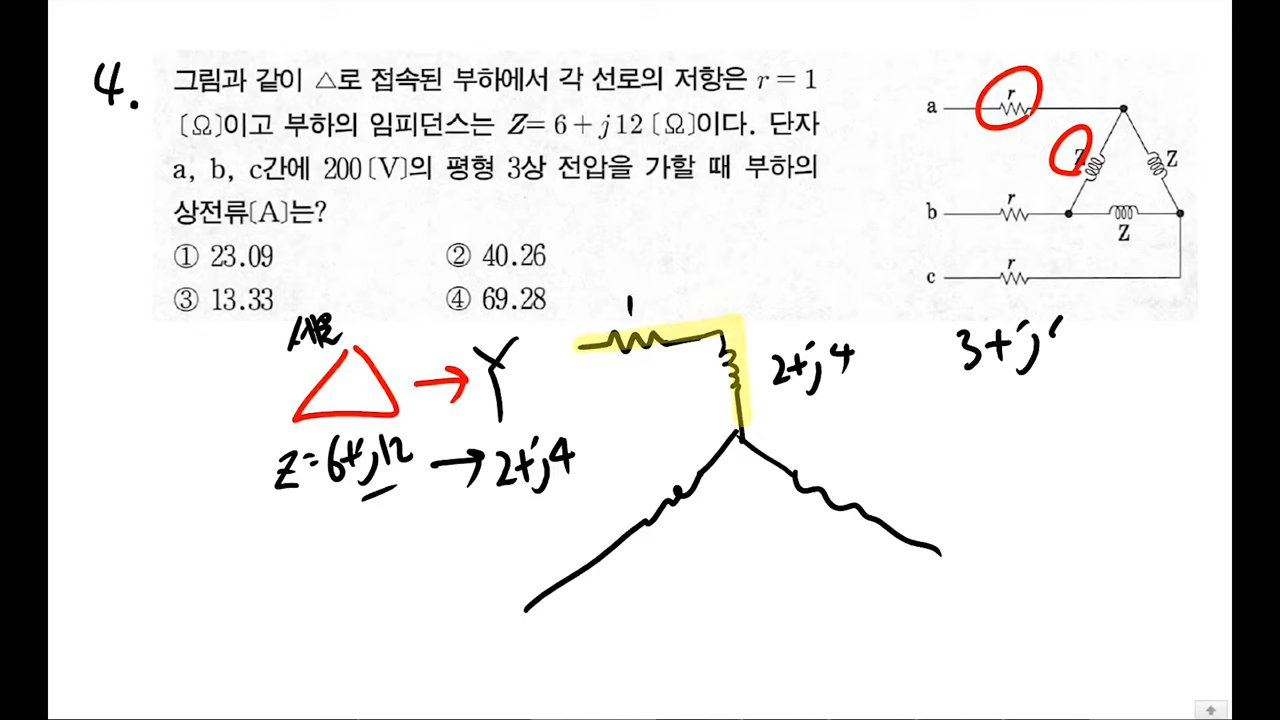 4.
그림과 같이 △로 접속된 부하에서 각 선로의 저항은 r = 1
[Ω]이고 부하의 임피던스는 Z= 6 + j12 [Ω]이다. 단자
a, b, c간에 200 [V]의 평형 3상 전압을 가할 때 부하의
상전류[A]는?
① 23.09 ② 40.26
③ 13.33 ④ 69.28
a r
Z Z
b r
Z
c r
1
△ → Y
2+j4
3+j
Z=6+j12 → 2+j4